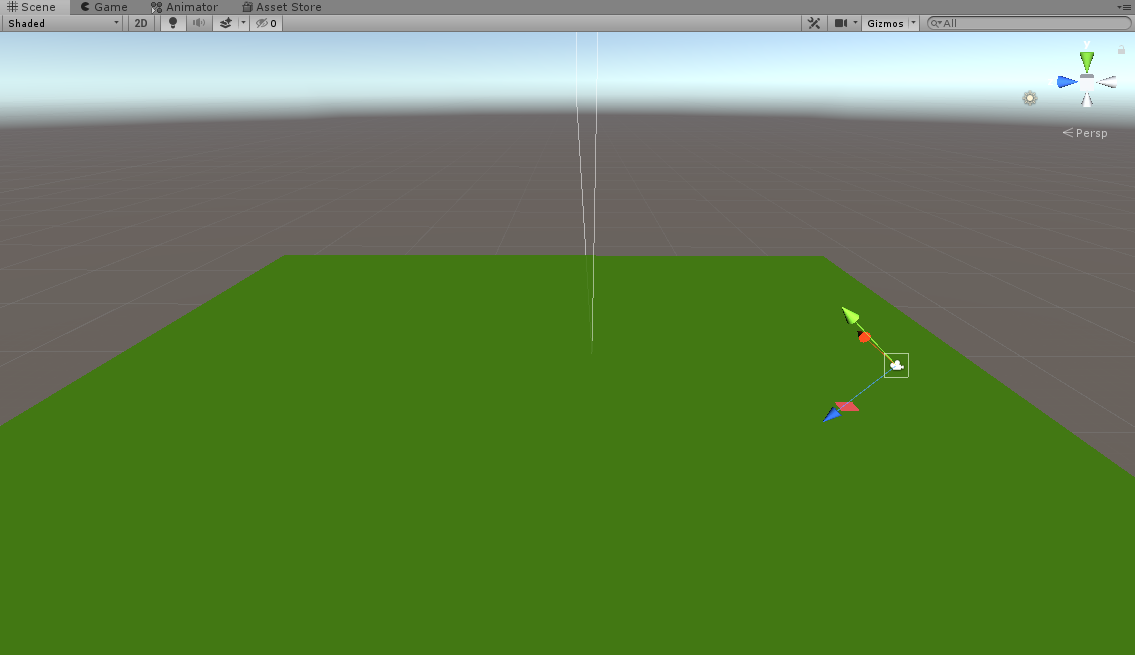 Scene Game Animator Asset Store
Shaded 2D 0 Gizmos All
y
Persp